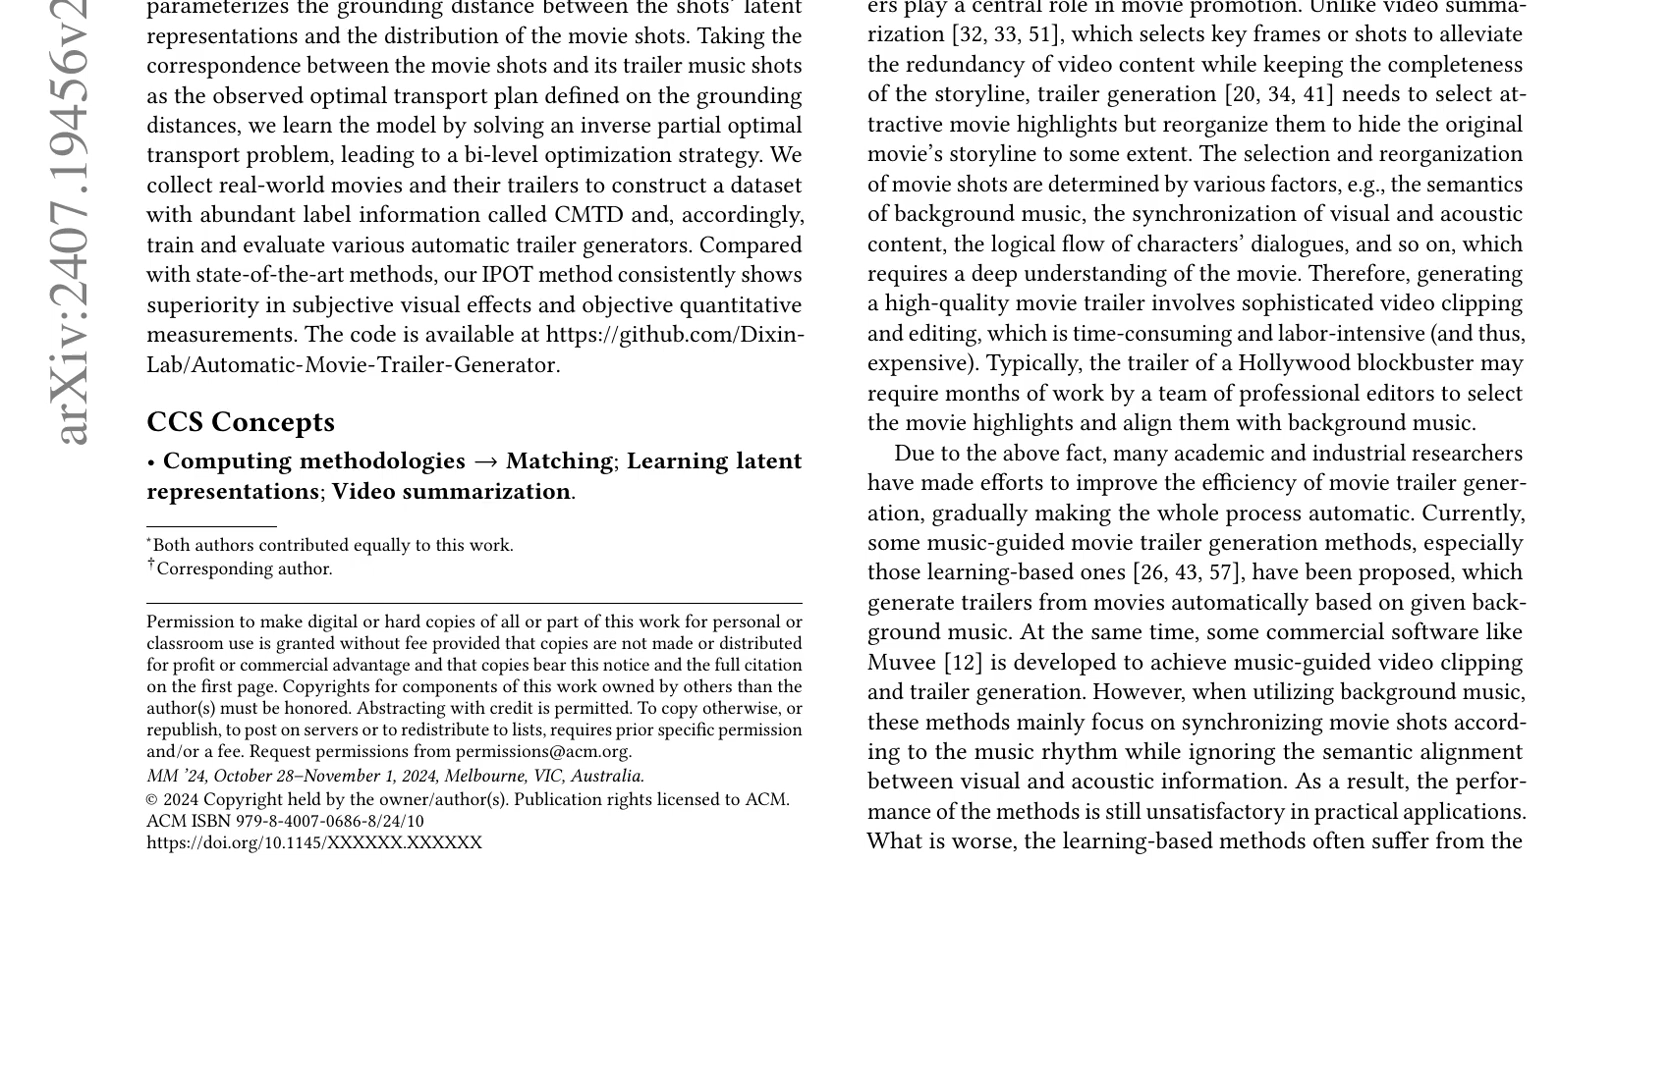 arXiv:2407.19456v2
parameterizes the grounding distance between the shots' latent
representations and the distribution of the movie shots. Taking the
correspondence between the movie shots and its trailer music shots
as the observed optimal transport plan defined on the grounding
distances, we learn the model by solving an inverse partial optimal
transport problem, leading to a bi-level optimization strategy. We
collect real-world movies and their trailers to construct a dataset
with abundant label information called CMTD and, accordingly,
train and evaluate various automatic trailer generators. Compared
with state-of-the-art methods, our IPOT method consistently shows
superiority in subjective visual effects and objective quantitative
measurements. The code is available at https://github.com/Dixin-
Lab/Automatic-Movie-Trailer-Generator.
CCS Concepts
• Computing methodologies → Matching; Learning latent
representations; Video summarization.
*Both authors contributed equally to this work.
†Corresponding author.
Permission to make digital or hard copies of all or part of this work for personal or
classroom use is granted without fee provided that copies are not made or distributed
for profit or commercial advantage and that copies bear this notice and the full citation
on the first page. Copyrights for components of this work owned by others than the
author(s) must be honored. Abstracting with credit is permitted. To copy otherwise, or
republish, to post on servers or to redistribute to lists, requires prior specific permission
and/or a fee. Request permissions from permissions@acm.org.
MM '24, October 28–November 1, 2024, Melbourne, VIC, Australia.
© 2024 Copyright held by the owner/author(s). Publication rights licensed to ACM.
ACM ISBN 979-8-4007-0686-8/24/10
https://doi.org/10.1145/XXXXXX.XXXXXX
ers play a central role in movie promotion. Unlike video summa-
rization [32, 33, 51], which selects key frames or shots to alleviate
the redundancy of video content while keeping the completeness
of the storyline, trailer generation [20, 34, 41] needs to select at-
tractive movie highlights but reorganize them to hide the original
movie's storyline to some extent. The selection and reorganization
of movie shots are determined by various factors, e.g., the semantics
of background music, the synchronization of visual and acoustic
content, the logical flow of characters' dialogues, and so on, which
requires a deep understanding of the movie. Therefore, generating
a high-quality movie trailer involves sophisticated video clipping
and editing, which is time-consuming and labor-intensive (and thus,
expensive). Typically, the trailer of a Hollywood blockbuster may
require months of work by a team of professional editors to select
the movie highlights and align them with background music.
Due to the above fact, many academic and industrial researchers
have made efforts to improve the efficiency of movie trailer gener-
ation, gradually making the whole process automatic. Currently,
some music-guided movie trailer generation methods, especially
those learning-based ones [26, 43, 57], have been proposed, which
generate trailers from movies automatically based on given back-
ground music. At the same time, some commercial software like
Muvee [12] is developed to achieve music-guided video clipping
and trailer generation. However, when utilizing background music,
these methods mainly focus on synchronizing movie shots accord-
ing to the music rhythm while ignoring the semantic alignment
between visual and acoustic information. As a result, the perfor-
mance of the methods is still unsatisfactory in practical applications.
What is worse, the learning-based methods often suffer from the